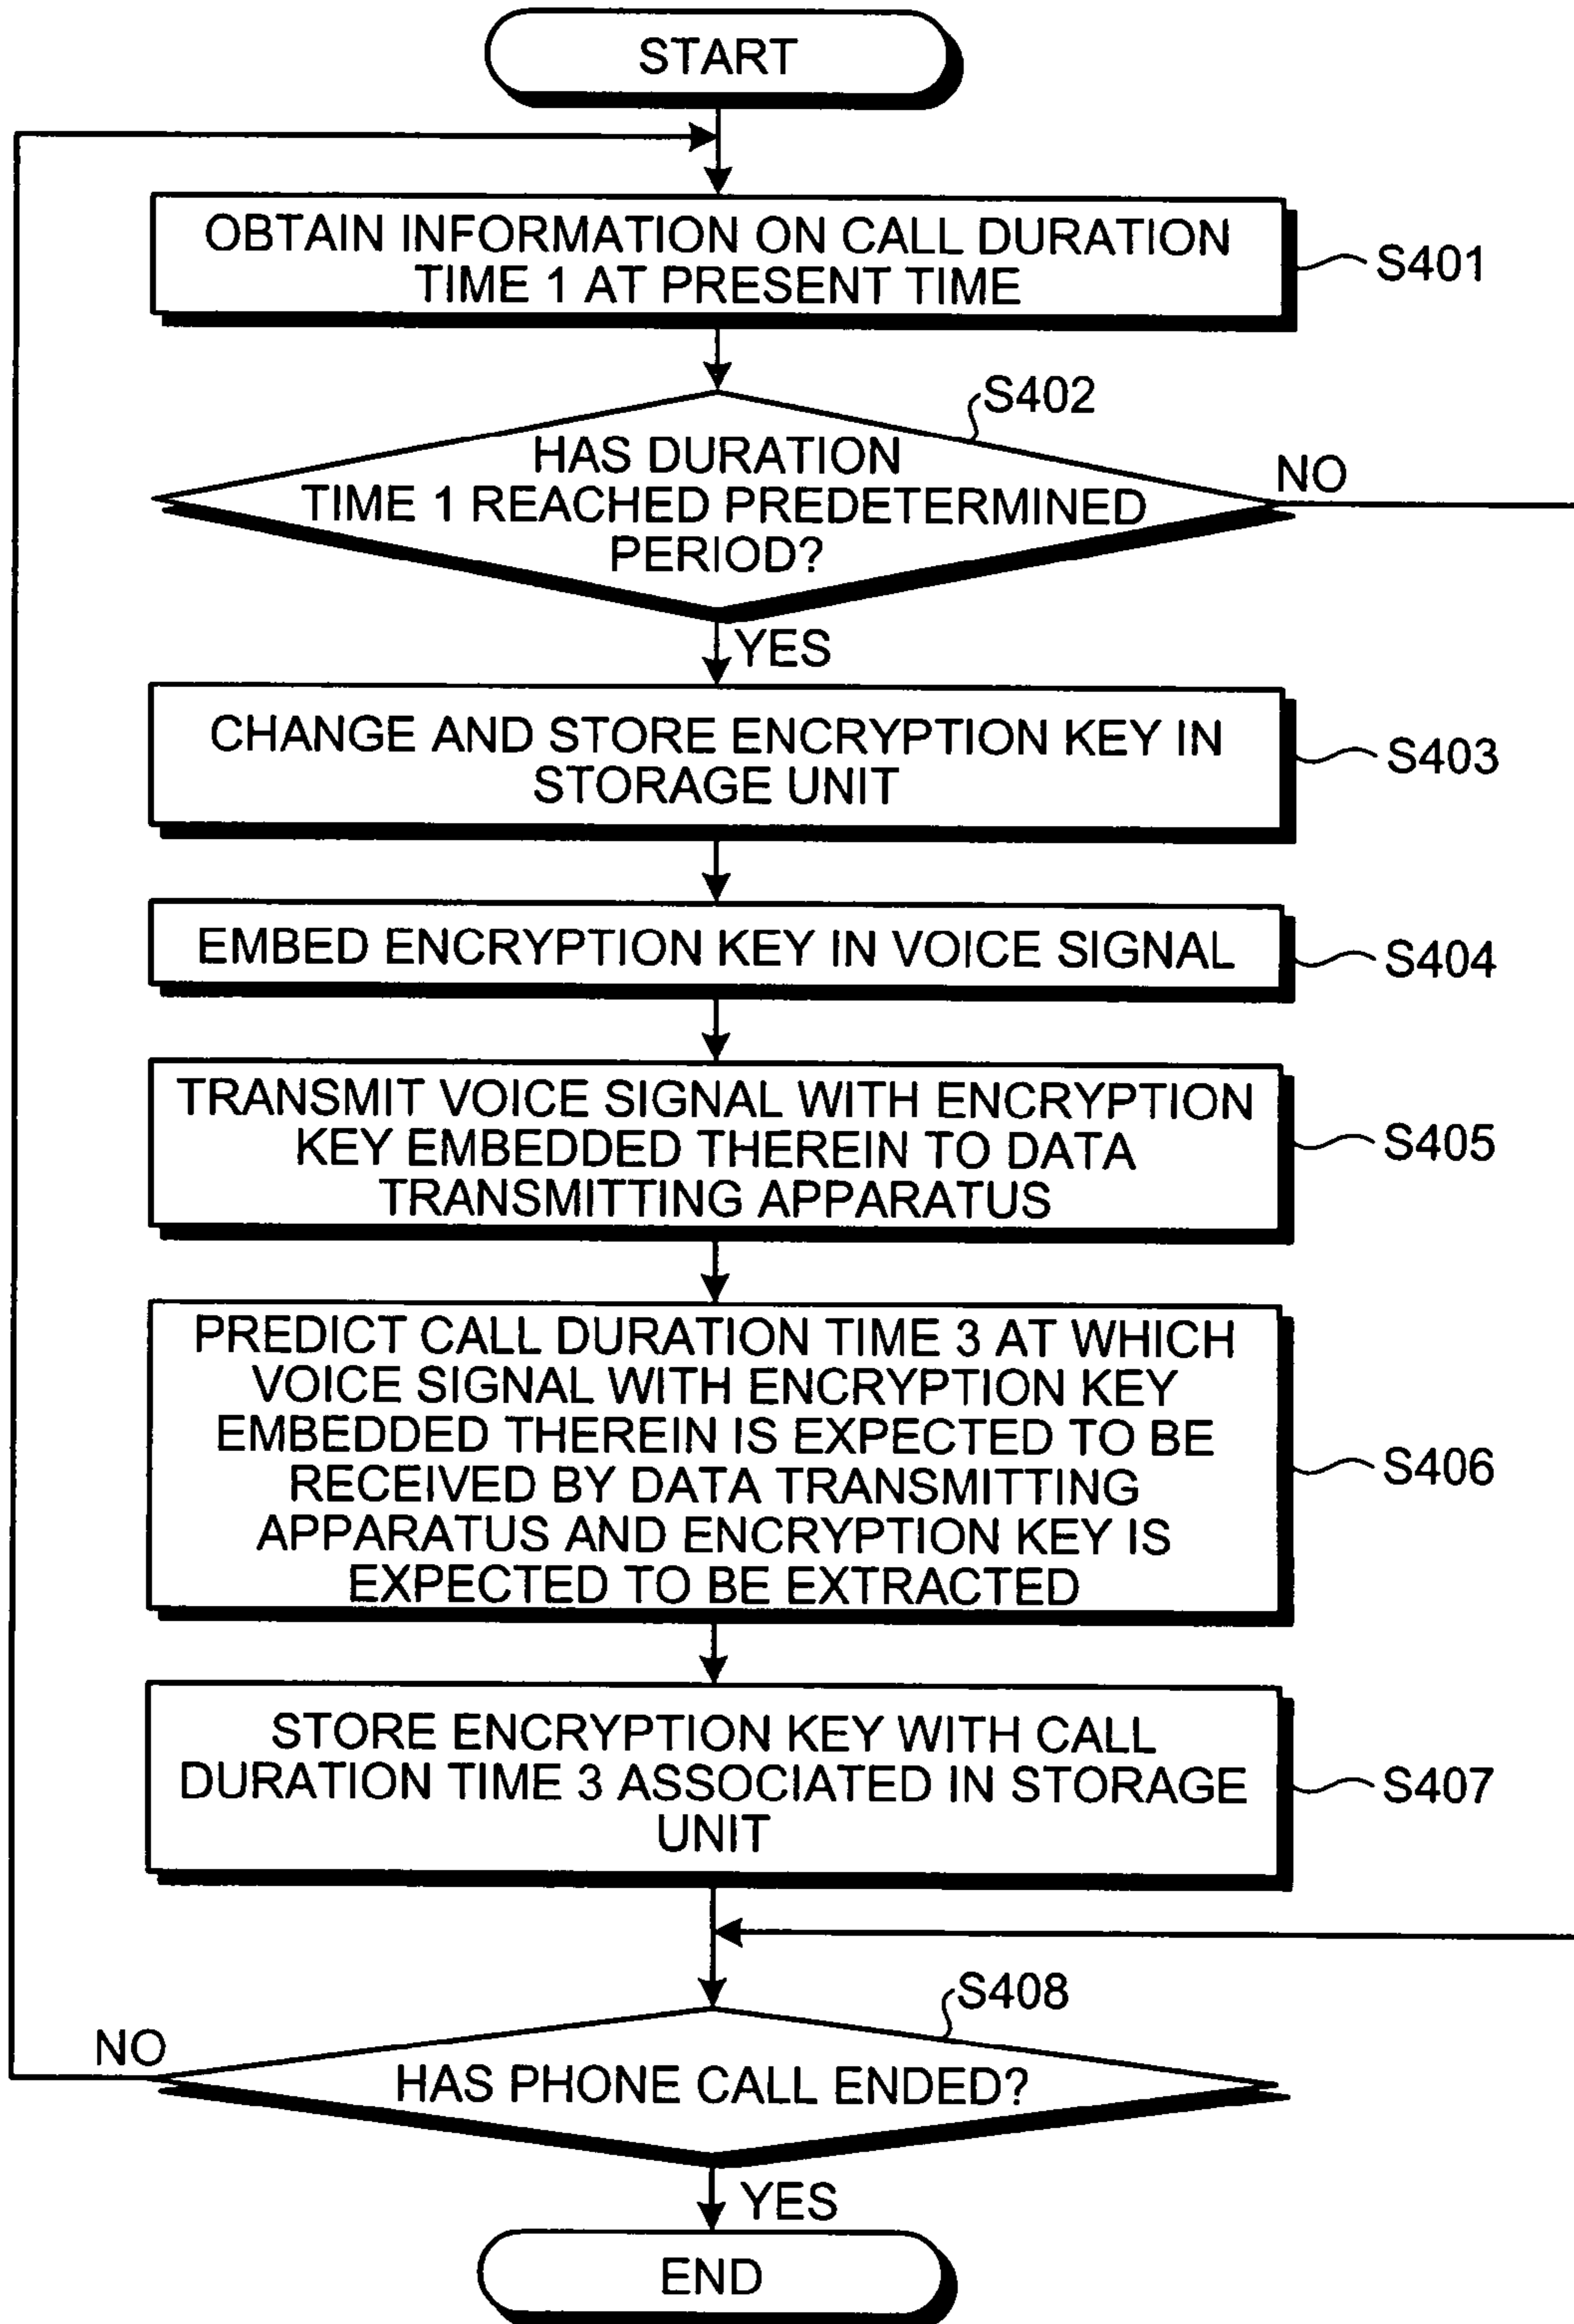 START
OBTAIN INFORMATION ON CALL DURATION
TIME 1 AT PRESENT TIME
S401
S402
HAS DURATION
TIME 1 REACHED PREDETERMINED
PERIOD?
NO
YES
CHANGE AND STORE ENCRYPTION KEY IN
STORAGE UNIT
S403
EMBED ENCRYPTION KEY IN VOICE SIGNAL
S404
TRANSMIT VOICE SIGNAL WITH ENCRYPTION
KEY EMBEDDED THEREIN TO DATA
TRANSMITTING APPARATUS
S405
PREDICT CALL DURATION TIME 3 AT WHICH
VOICE SIGNAL WITH ENCRYPTION KEY
EMBEDDED THEREIN IS EXPECTED TO BE
RECEIVED BY DATA TRANSMITTING
APPARATUS AND ENCRYPTION KEY IS
EXPECTED TO BE EXTRACTED
S406
STORE ENCRYPTION KEY WITH CALL
DURATION TIME 3 ASSOCIATED IN STORAGE
UNIT
S407
S408
NO
HAS PHONE CALL ENDED?
YES
END